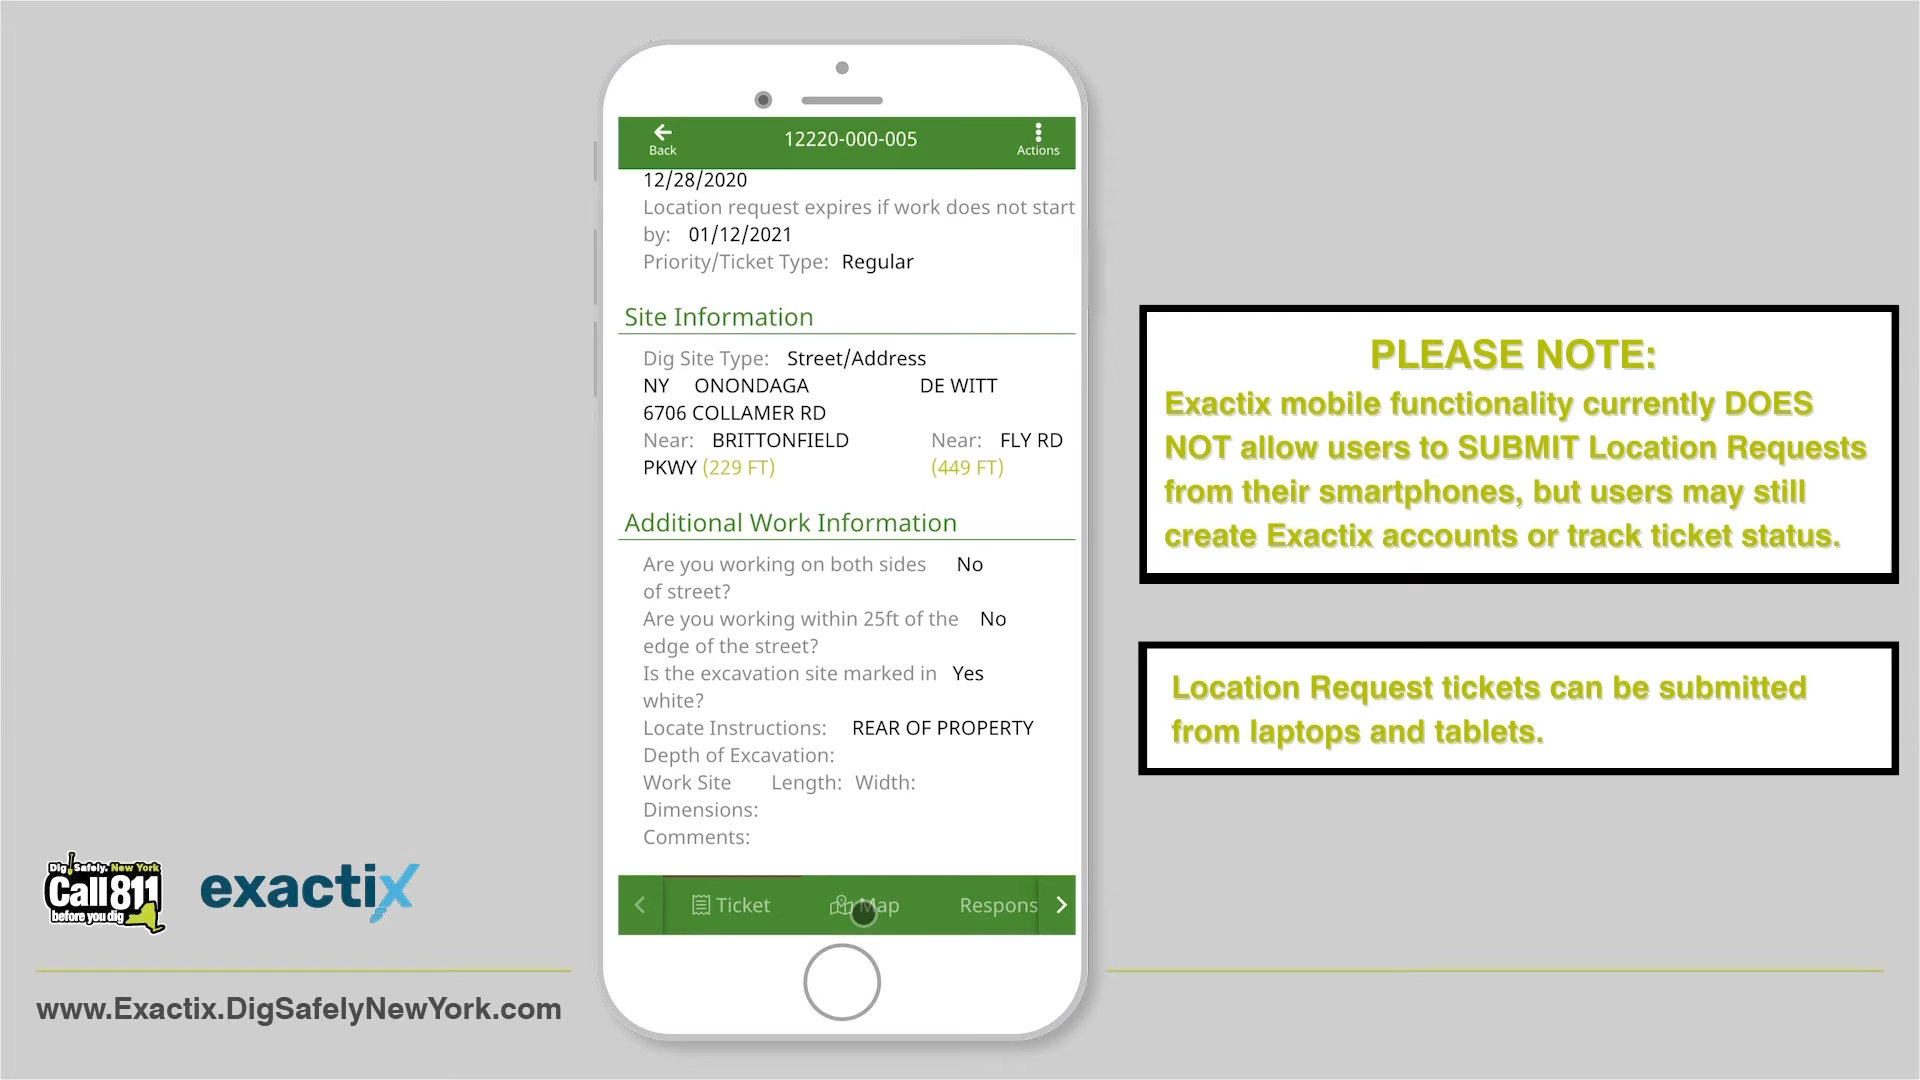 Back
12220-000-005
Actions
12/28/2020
Location request expires if work does not start
by: 01/12/2021
Priority/Ticket Type: Regular
Site Information
Dig Site Type: Street/Address
NY ONONDAGA DE WITT
6706 COLLAMER RD
Near: BRITTONFIELD Near: FLY RD
PKWY (229 FT) (449 FT)
Additional Work Information
Are you working on both sides No
of street?
Are you working within 25ft of the No
edge of the street?
Is the excavation site marked in Yes
white?
Locate Instructions: REAR OF PROPERTY
Depth of Excavation:
Work Site Length: Width:
Dimensions:
Comments:
Ticket Map Respons
PLEASE NOTE:
Exactix mobile functionality currently DOES
NOT allow users to SUBMIT Location Requests
from their smartphones, but users may still
create Exactix accounts or track ticket status.
Location Request tickets can be submitted
from laptops and tablets.
Dig Safely. New York
Call 811
before you dig
exactix
www.Exactix.DigSafelyNewYork.com